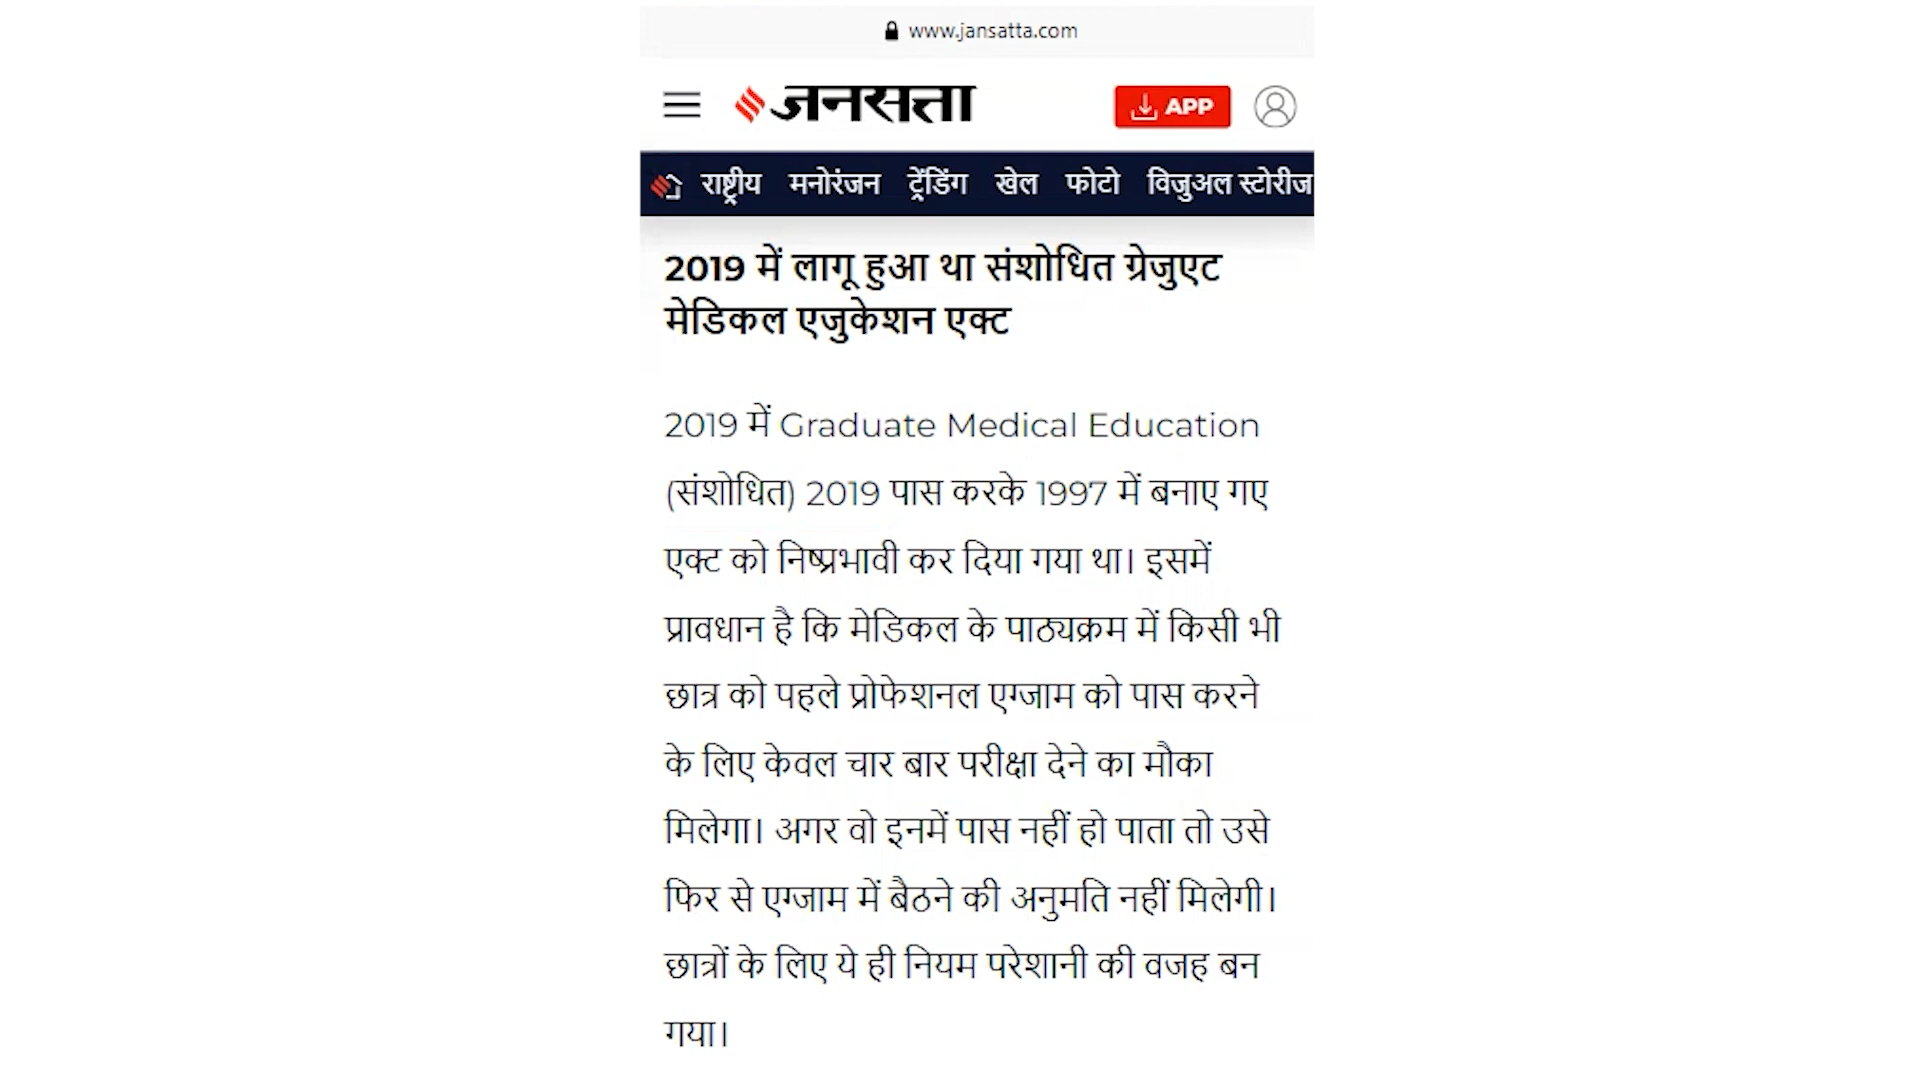 www.jansatta.com
जनसत्ता
APP
राष्ट्रीय मनोरंजन ट्रेंडिंग खेल फोटो विजुअल स्टोरीज
2019 में लागू हुआ था संशोधित ग्रेजुएट
मेडिकल एजुकेशन एक्ट
2019 में Graduate Medical Education
(संशोधित) 2019 पास करके 1997 में बनाए गए
एक्ट को निष्प्रभावी कर दिया गया था। इसमें
प्रावधान है कि मेडिकल के पाठ्यक्रम में किसी भी
छात्र को पहले प्रोफेशनल एग्जाम को पास करने
के लिए केवल चार बार परीक्षा देने का मौका
मिलेगा। अगर वो इनमें पास नहीं हो पाता तो उसे
फिर से एग्जाम में बैठने की अनुमति नहीं मिलेगी।
छात्रों के लिए ये ही नियम परेशानी की वजह बन
गया।